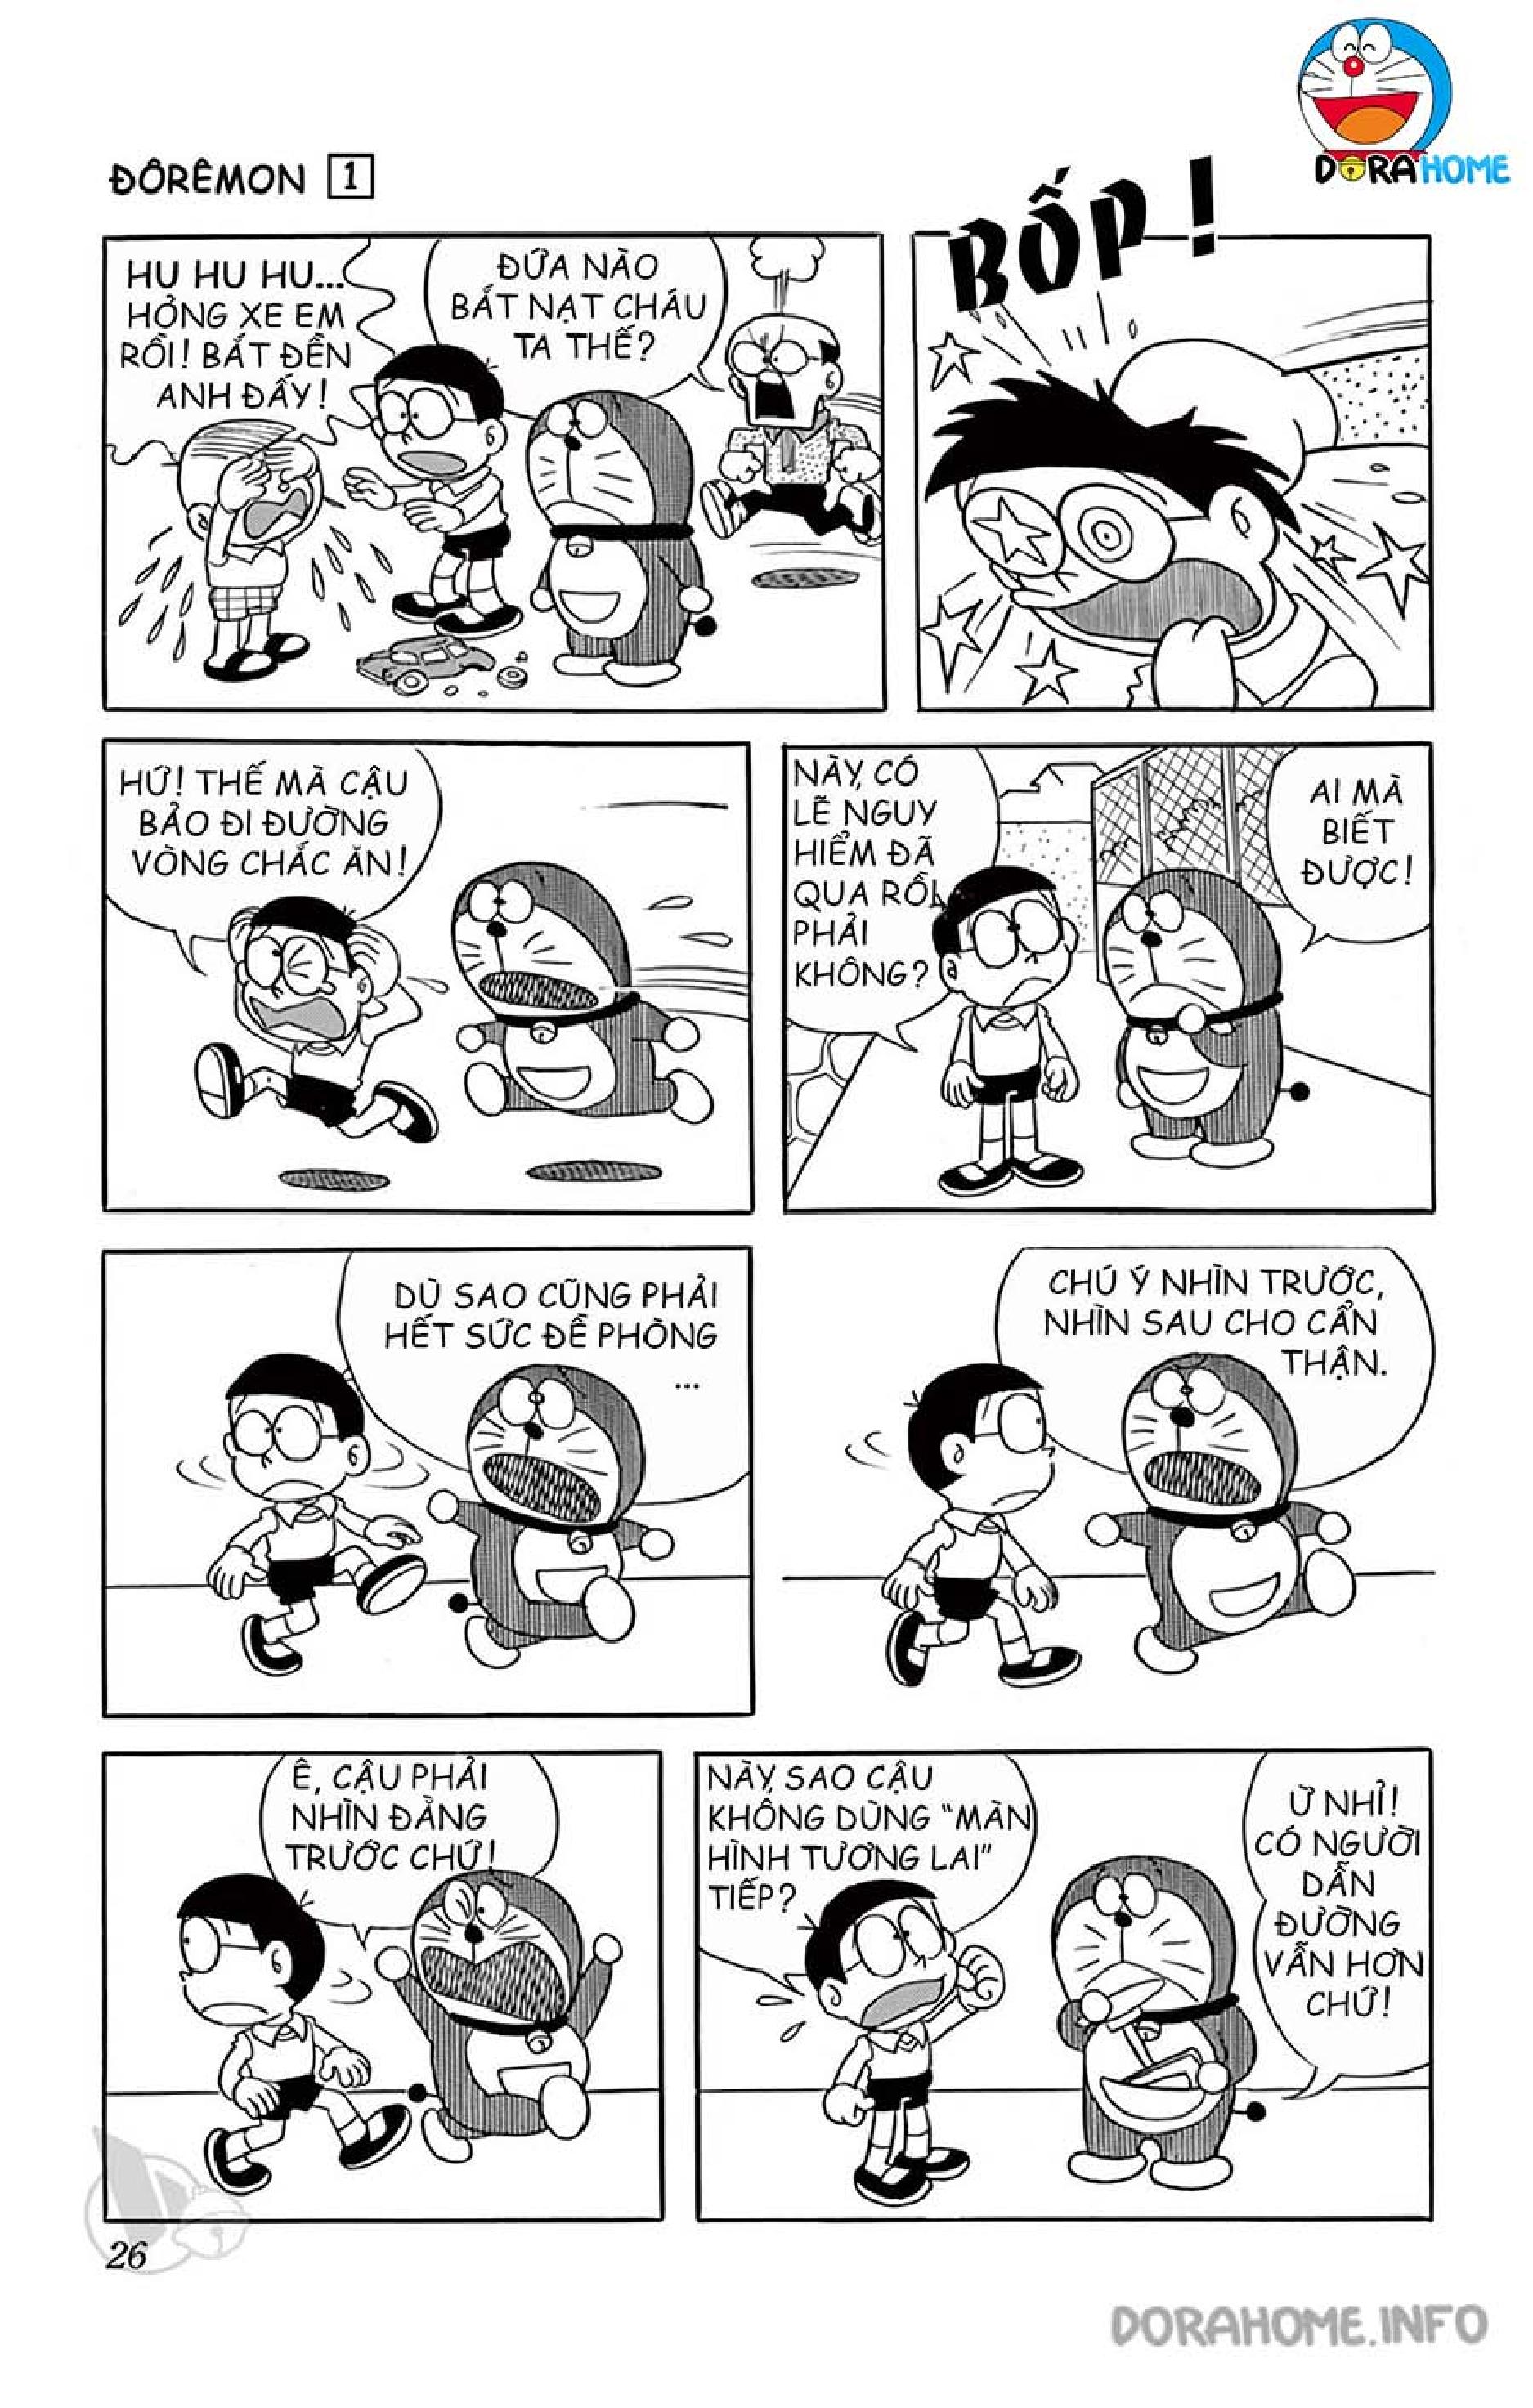 DORAHOME
ĐÔRÊMON 1
HU HU HU...
HỎNG XE EM
RỒI! BẮT ĐỀN
ANH ĐẤY!
ĐỨA NÀO
BẮT NẠT CHÁU
TA THẾ?
BỐP!
HỨ! THẾ MÀ CẬU
BẢO ĐI ĐƯỜNG
VÒNG CHẮC ĂN!
NÀY, CÓ
LẼ NGUY
HIỂM ĐÃ
QUA RỒI,
PHẢI
KHÔNG?
AI MÀ
BIẾT
ĐƯỢC!
DÙ SAO CŨNG PHẢI
HẾT SỨC ĐỀ PHÒNG
...
CHÚ Ý NHÌN TRƯỚC,
NHÌN SAU CHO CẨN
THẬN.
Ê, CẬU PHẢI
NHÌN ĐẰNG
TRƯỚC CHỨ!
NÀY, SAO CẬU
KHÔNG DÙNG "MÀN
HÌNH TƯƠNG LAI"
TIẾP?
Ừ NHỈ!
CÓ NGƯỜI
DẪN
ĐƯỜNG
VẪN HƠN
CHỨ!
26
DORAHOME.INFO